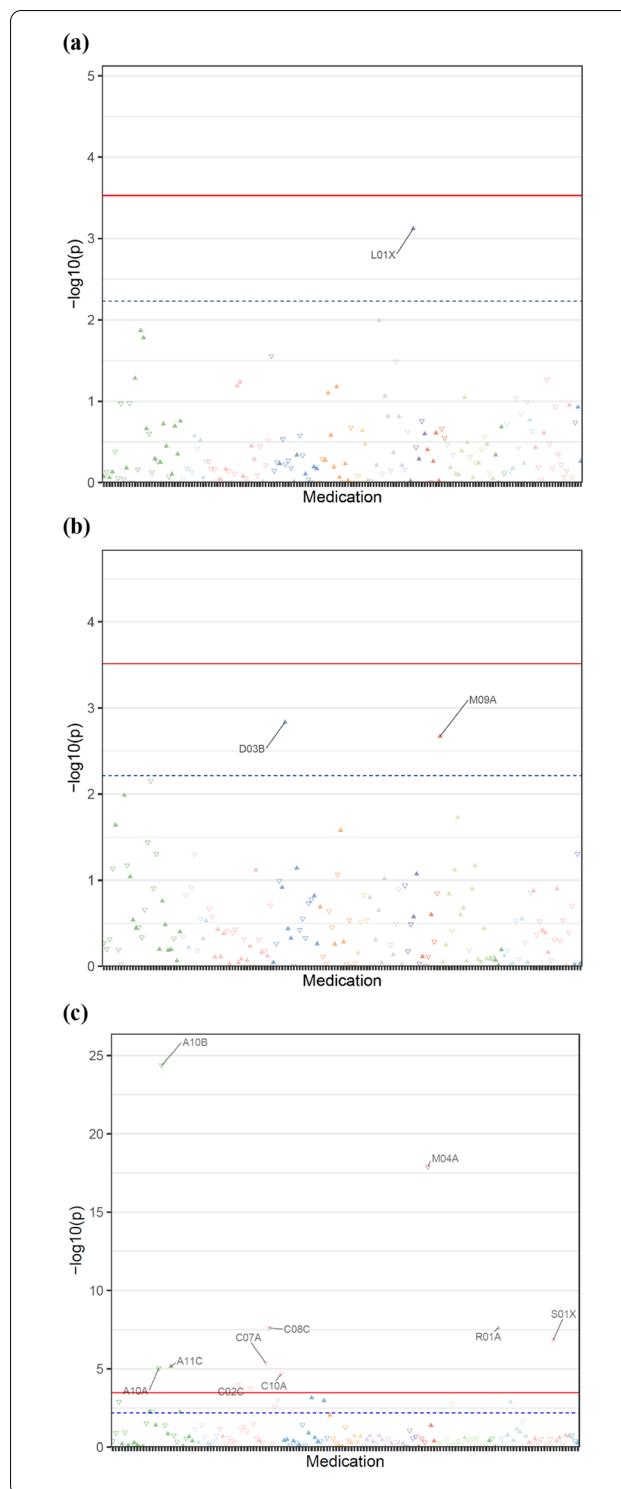 (a)
5
4
3
2
1
0
−log10(p)
L01X
Medication
(b)
4
3
2
1
0
−log10(p)
M09A
D03B
Medication
(c)
25
20
15
10
5
0
−log10(p)
A10B
M04A
S01X
C08C
C07A
R01A
A11C
C10A
A10A
C02C
Medication